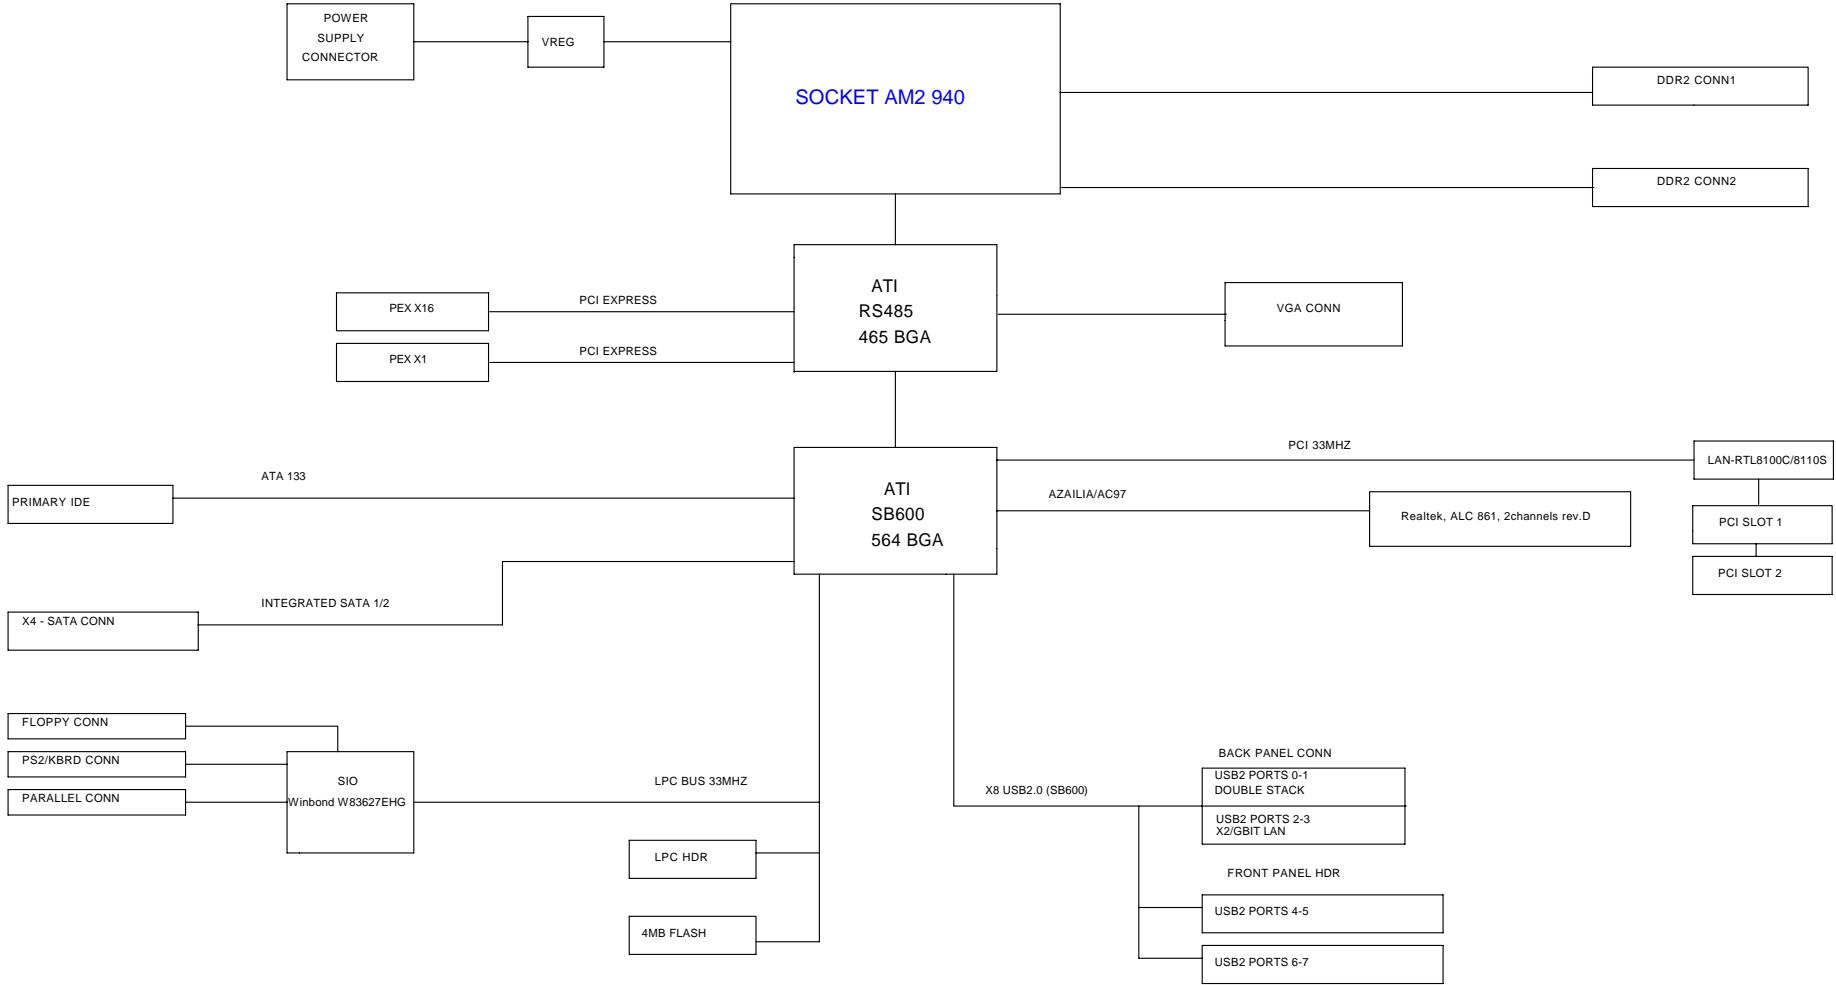 POWER
SUPPLY
CONNECTOR
VREG
SOCKET AM2 940
DDR2 CONN1
DDR2 CONN2
ATI
RS485
465 BGA
PEX X16
PCI EXPRESS
PEX X1
PCI EXPRESS
VGA CONN
ATI
SB600
564 BGA
PCI 33MHZ
LAN-RTL8100C/8110S
PCI SLOT 1
PCI SLOT 2
AZAILIA/AC97
Realtek, ALC 861, 2channels rev.D
ATA 133
PRIMARY IDE
INTEGRATED SATA 1/2
X4 - SATA CONN
FLOPPY CONN
PS2/KBRD CONN
PARALLEL CONN
SIO
Winbond W83627EHG
LPC BUS 33MHZ
LPC HDR
4MB FLASH
X8 USB2.0 (SB600)
BACK PANEL CONN
USB2 PORTS 0-1
DOUBLE STACK
USB2 PORTS 2-3
X2/GBIT LAN
FRONT PANEL HDR
USB2 PORTS 4-5
USB2 PORTS 6-7